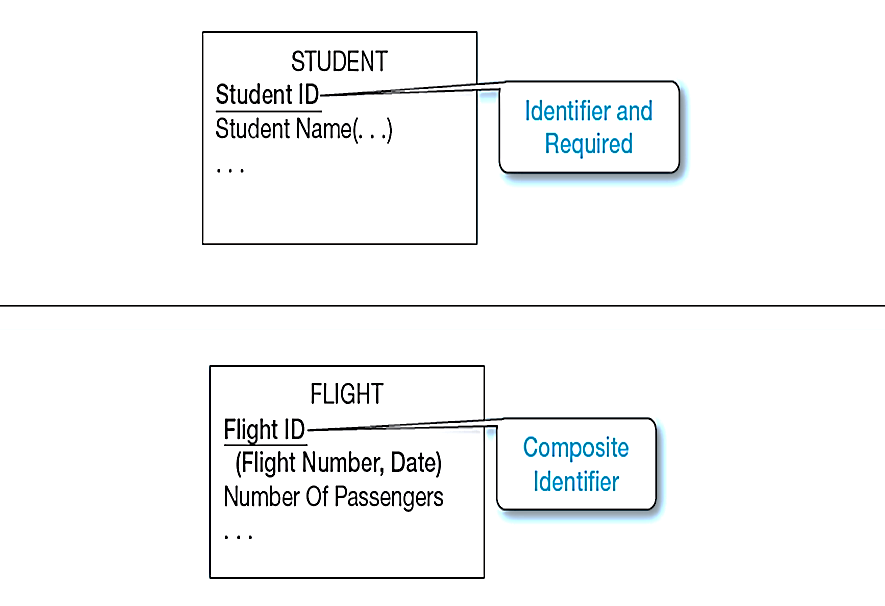 STUDENT
Student ID
Student Name(. . .)
. . .
Identifier and
Required
FLIGHT
Flight ID
(Flight Number, Date)
Number Of Passengers
. . .
Composite
Identifier